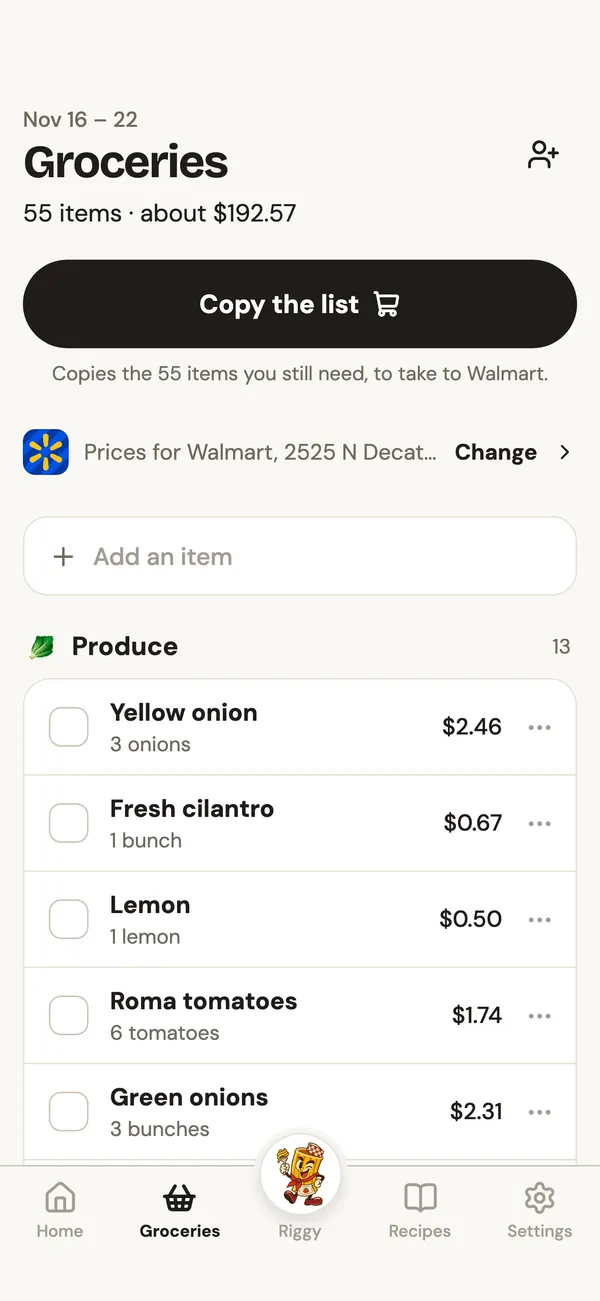 Nov 16 – 22
Groceries
55 items · about $192.57
Copy the list
Copies the 55 items you still need, to take to Walmart.
Prices for Walmart, 2525 N Decat... Change
Add an item
Produce 13
Yellow onion
3 onions
$2.46
Fresh cilantro
1 bunch
$0.67
Lemon
1 lemon
$0.50
Roma tomatoes
6 tomatoes
$1.74
Green onions
3 bunches
$2.31
Home
Groceries
Riggy
Recipes
Settings